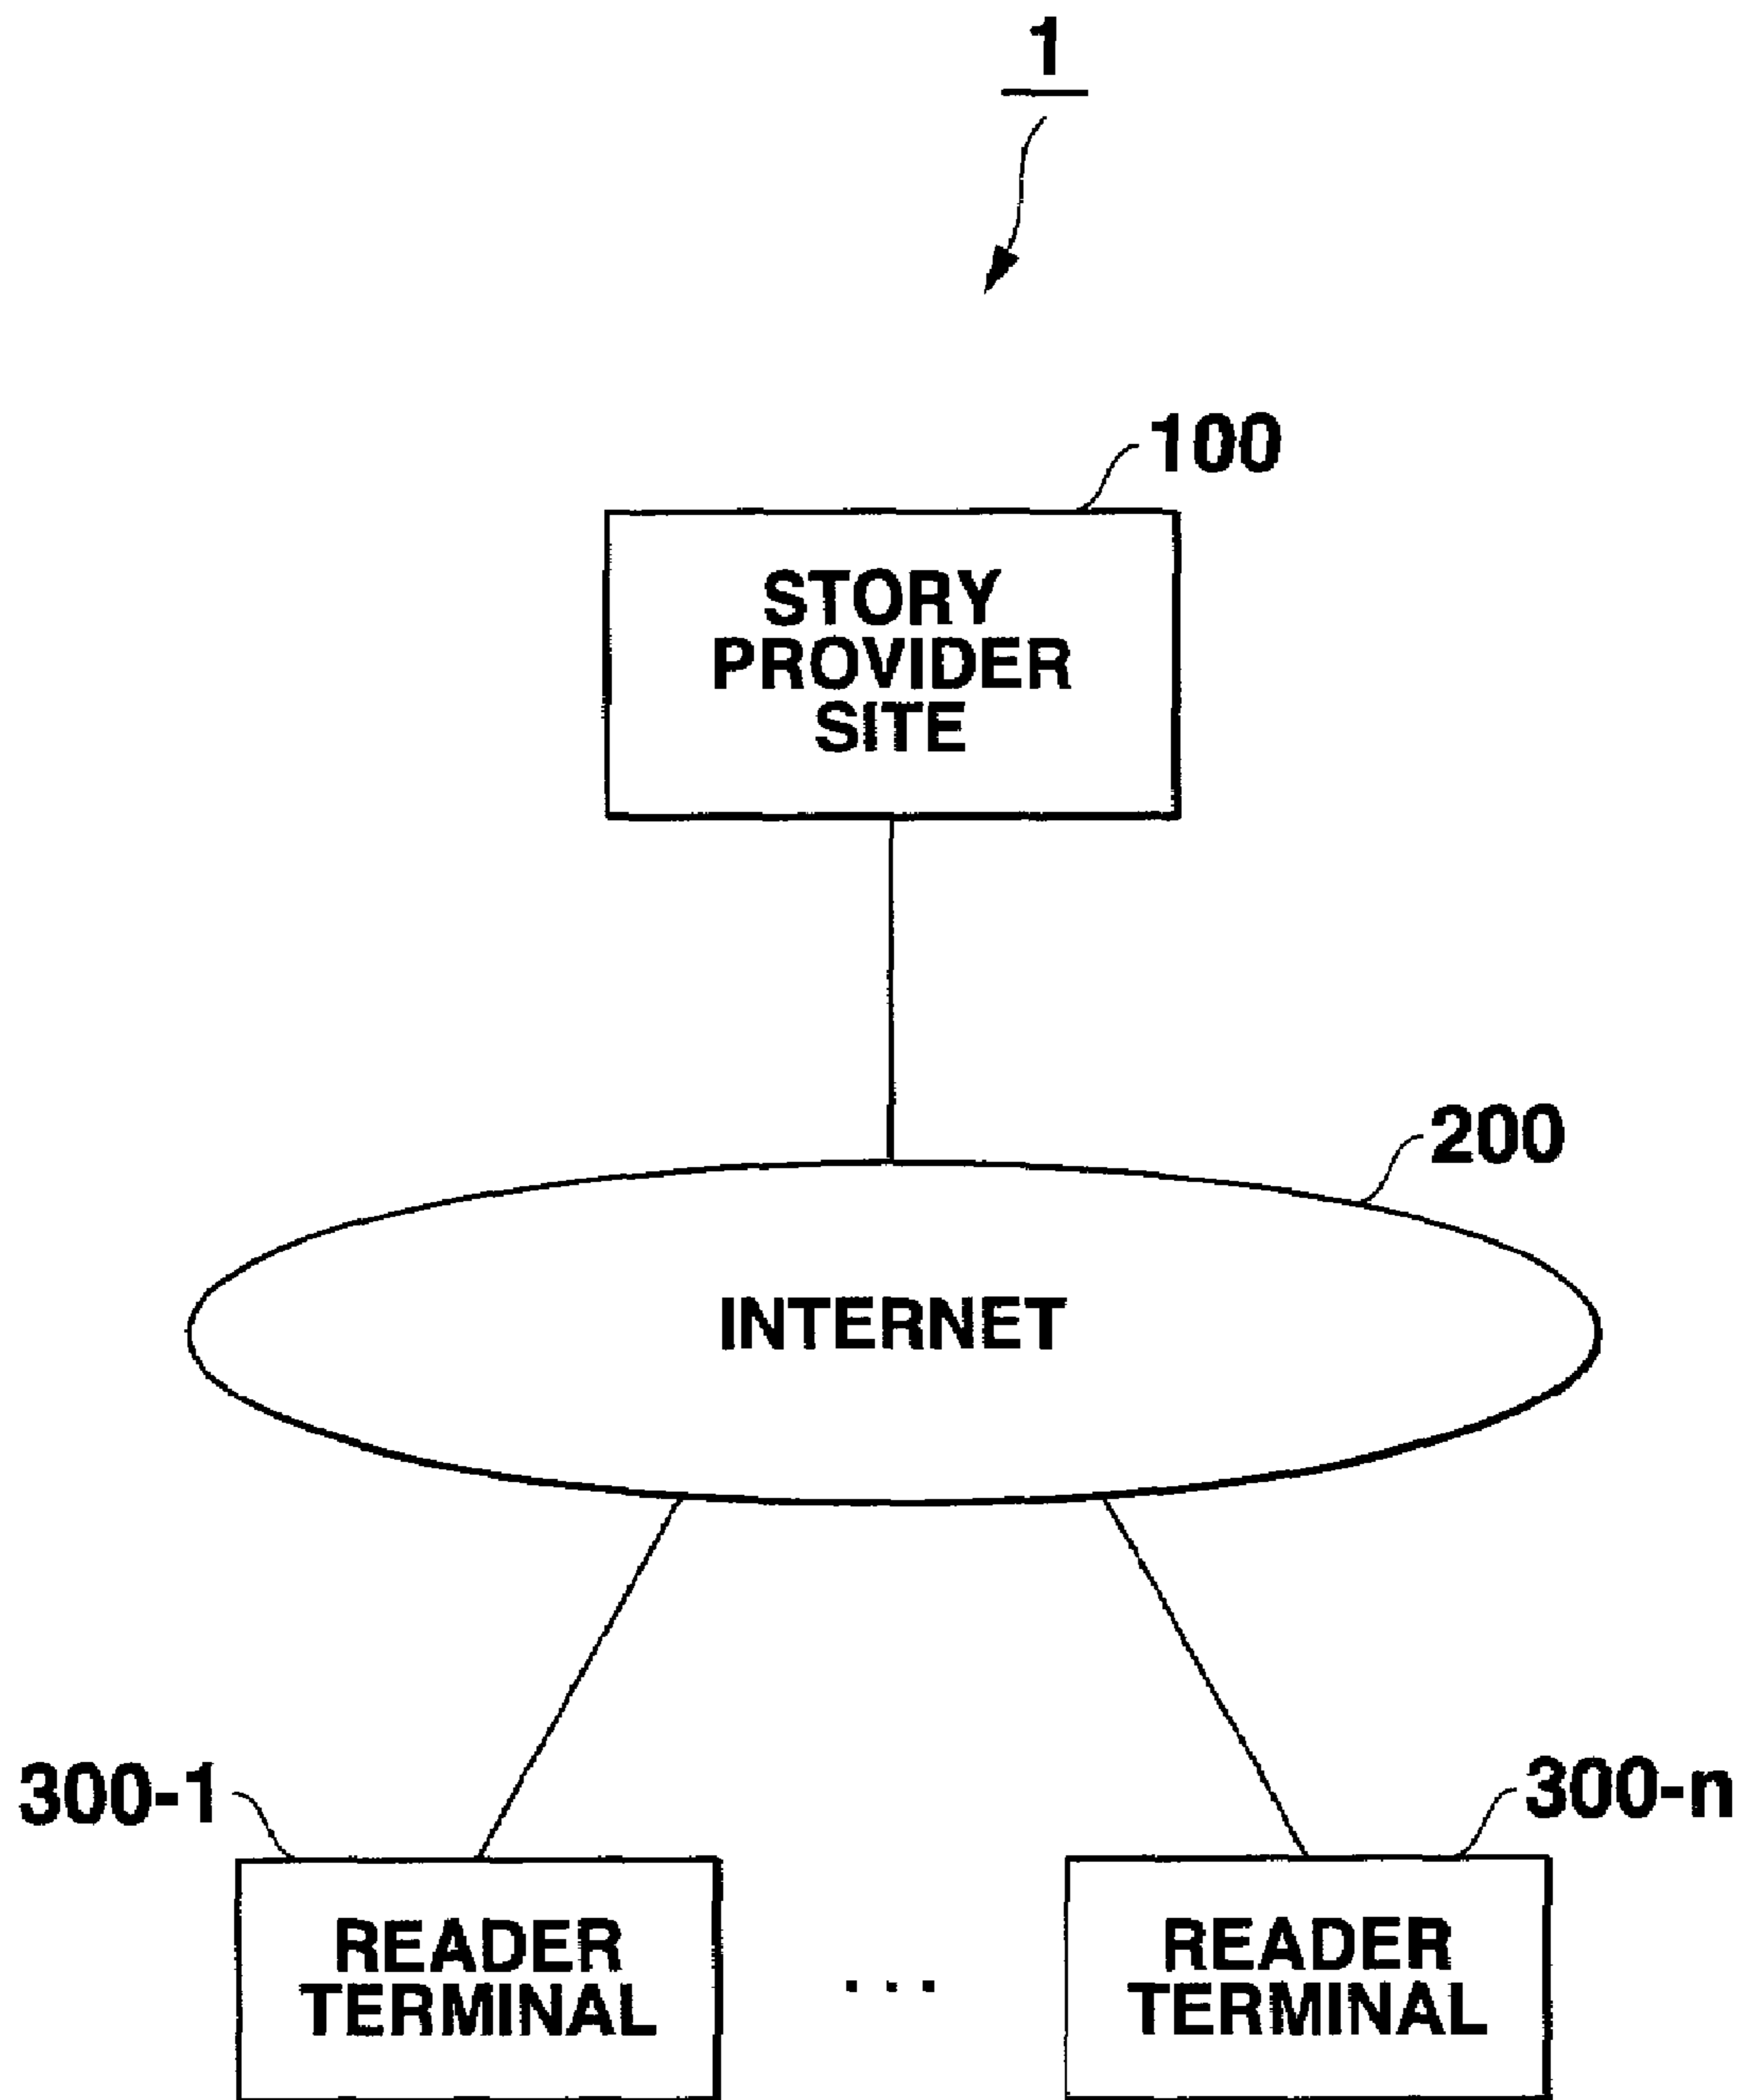 1
100
STORY
PROVIDER
SITE
200
INTERNET
300-1
300-n
READER
TERMINAL
...
READER
TERMINAL